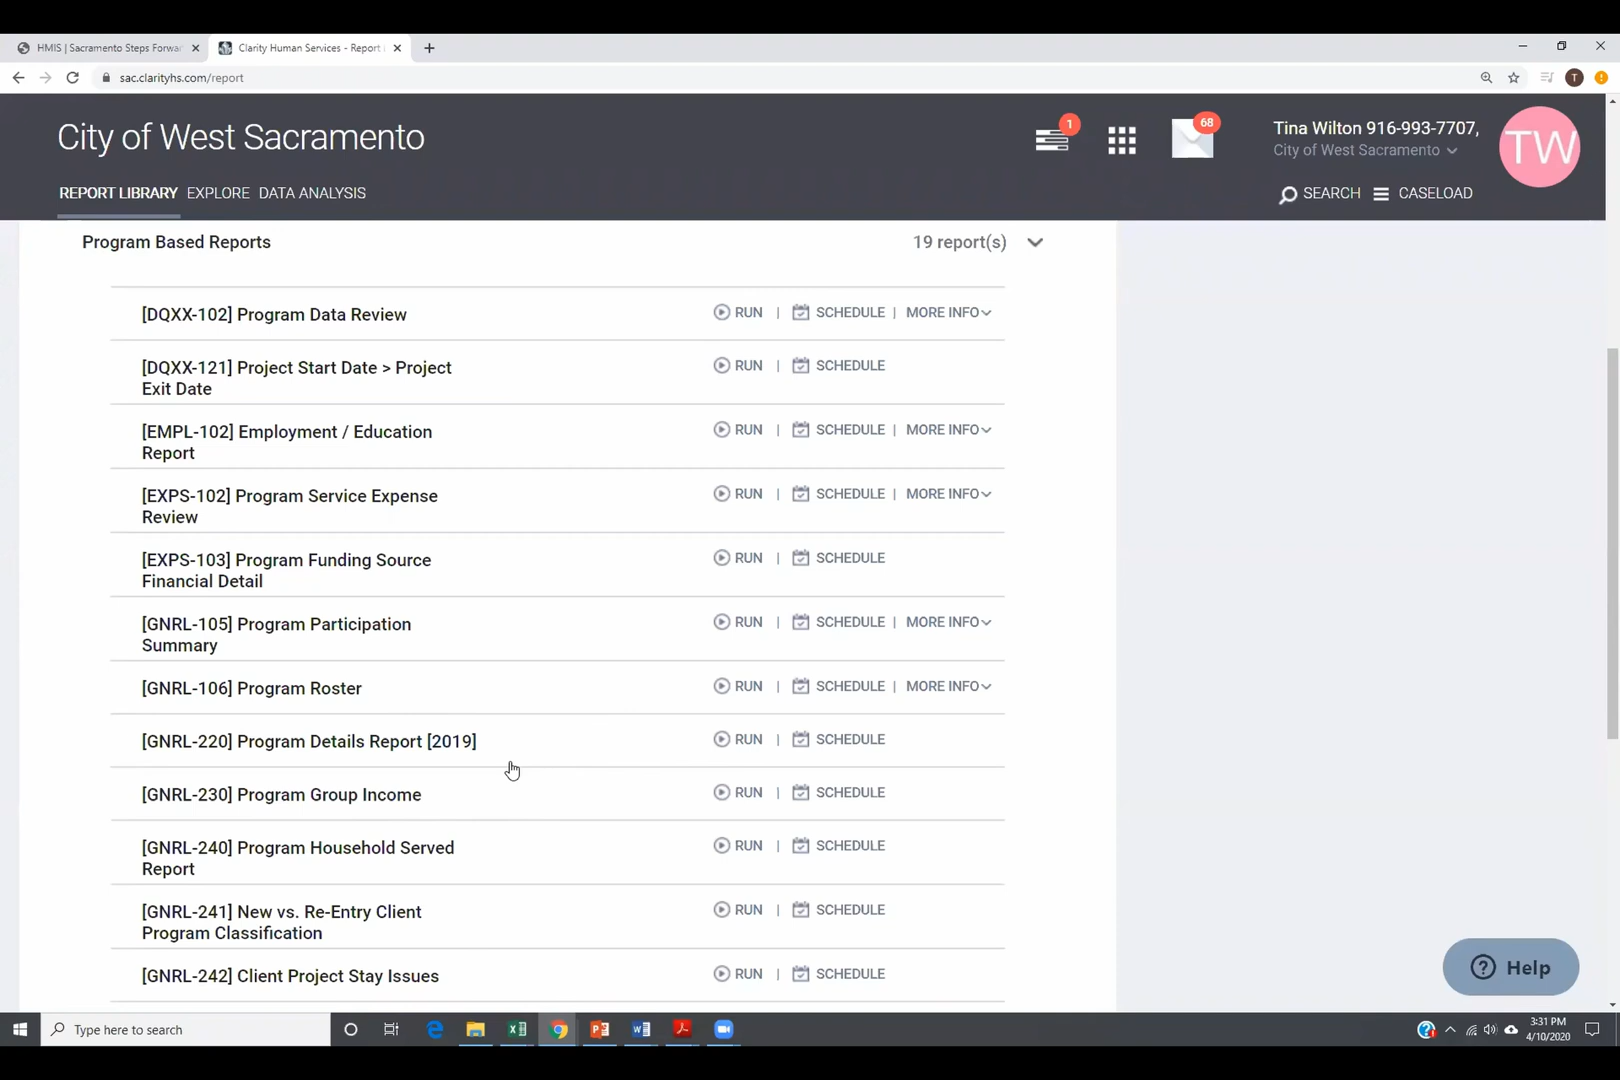 HMIS | Sacramento Steps Forwar
Clarity Human Services - Report
sac.clarityhs.com/report
T
City of West Sacramento
1
68
Tina Wilton 916-993-7707,
City of West Sacramento
TW
REPORT LIBRARY EXPLORE DATA ANALYSIS
SEARCH CASELOAD
Program Based Reports 19 report(s)
[DQXX-102] Program Data Review RUN | SCHEDULE | MORE INFO
[DQXX-121] Project Start Date > Project
Exit Date
RUN | SCHEDULE
[EMPL-102] Employment / Education
Report
RUN | SCHEDULE | MORE INFO
[EXPS-102] Program Service Expense
Review
RUN | SCHEDULE | MORE INFO
[EXPS-103] Program Funding Source
Financial Detail
RUN | SCHEDULE
[GNRL-105] Program Participation
Summary
RUN | SCHEDULE | MORE INFO
[GNRL-106] Program Roster RUN | SCHEDULE | MORE INFO
[GNRL-220] Program Details Report [2019] RUN | SCHEDULE
[GNRL-230] Program Group Income RUN | SCHEDULE
[GNRL-240] Program Household Served
Report
RUN | SCHEDULE
[GNRL-241] New vs. Re-Entry Client
Program Classification
RUN | SCHEDULE
[GNRL-242] Client Project Stay Issues RUN | SCHEDULE
Help
Type here to search
3:31 PM
4/10/2020